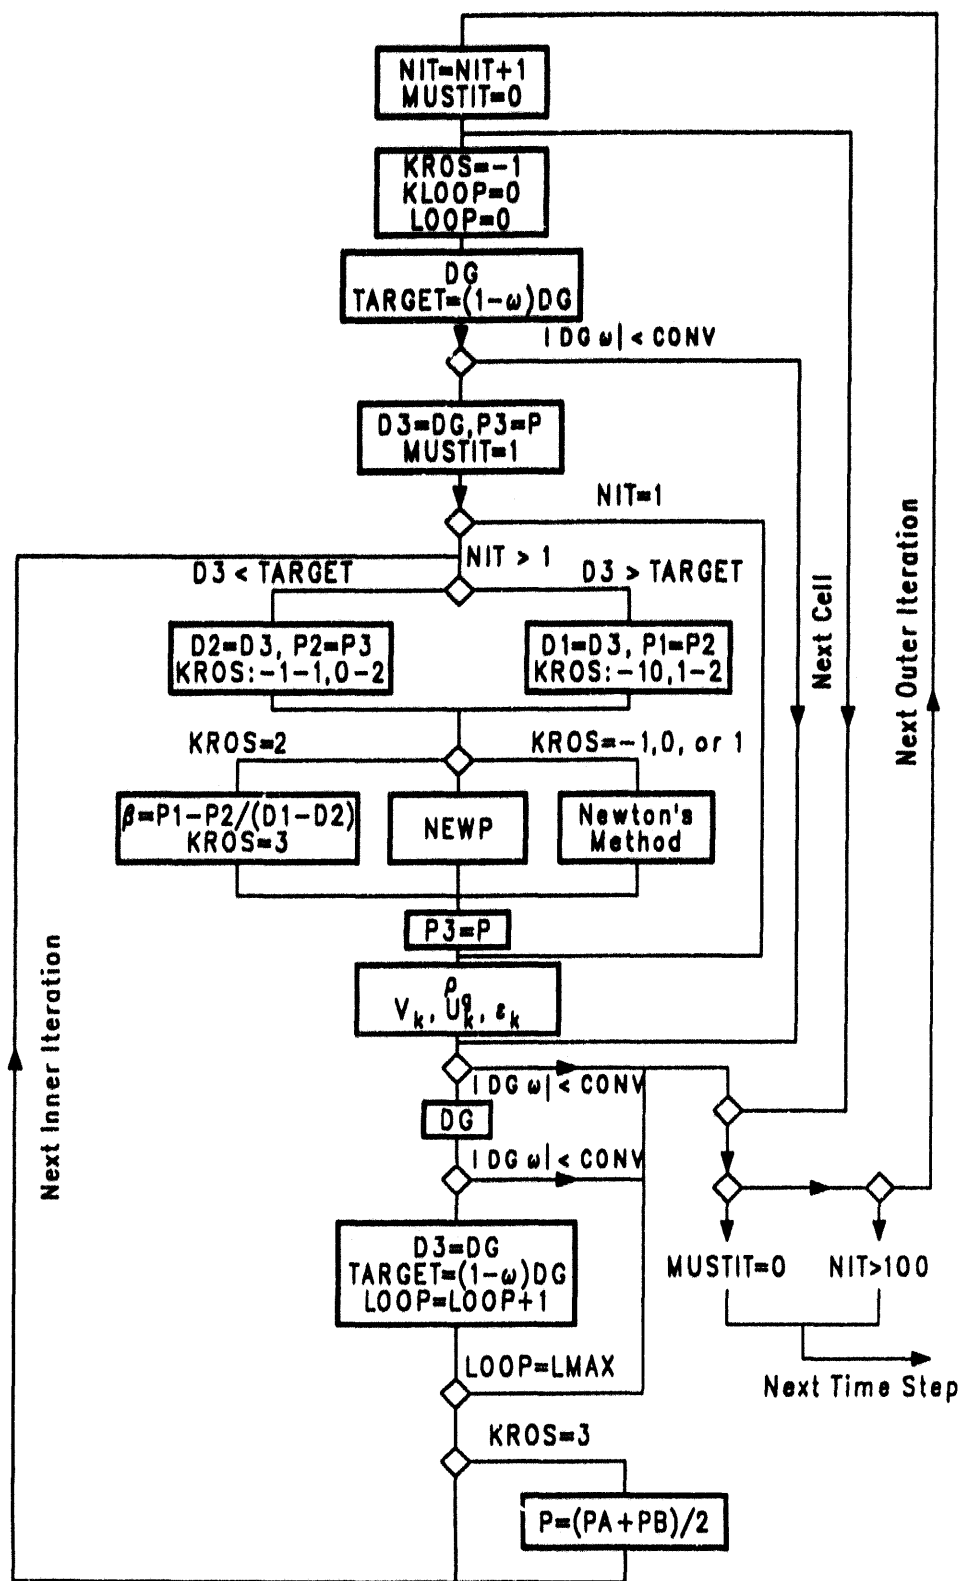 NIT=NIT+1
MUSTIT=0
KROS=-1
KLOOP=0
LOOP=0
DG
TARGET=(1-ω)DG
|DG ω|<CONV
D3=DG,P3=P
MUSTIT=1
NIT=1
NIT > 1
D3 < TARGET
D3 > TARGET
D2=D3, P2=P3
KROS:-1-1,0-2
D1=D3, P1=P2
KROS:-10,1-2
Next Cell
Next Outer Iteration
KROS=2
KROS=-1,0, or 1
β=P1-P2/(D1-D2)
KROS=3
NEWP
Newton's
Method
P3=P
ρ
V_k, U_k^g, ε_k
Next Inner Iteration
|DG ω|<CONV
DG
|DG ω|<CONV
D3=DG
TARGET=(1-ω)DG
LOOP=LOOP+1
MUSTIT=0
NIT>100
LOOP=LMAX
Next Time Step
KROS=3
P=(PA+PB)/2